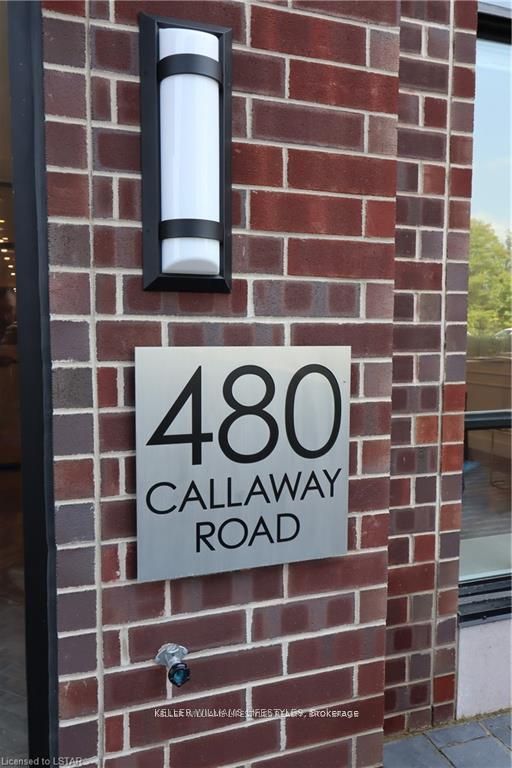 480
CALLAWAY
ROAD
KELLER WILLIAMS LIFESTYLES, Brokerage
Licensed to LSTAR